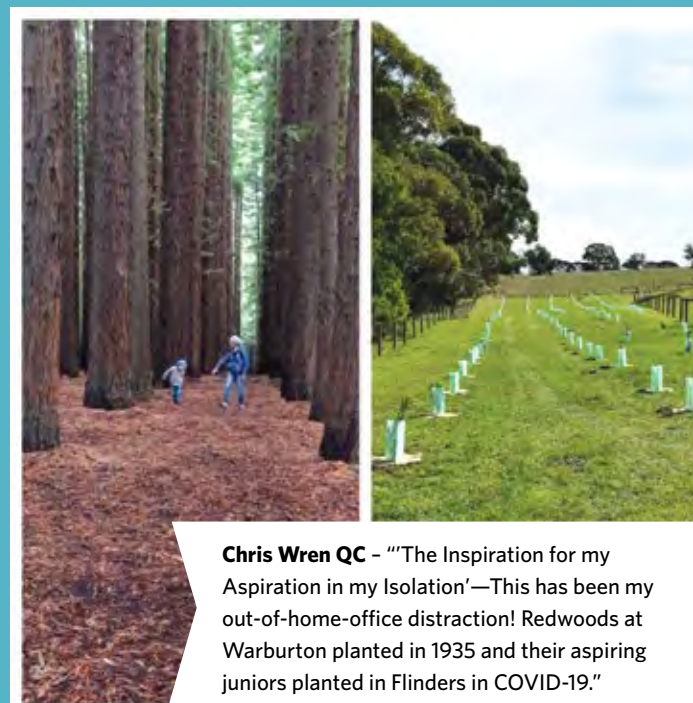 Chris Wren QC – “‘The Inspiration for my
Aspiration in my Isolation’—This has been my
out-of-home-office distraction! Redwoods at
Warburton planted in 1935 and their aspiring
juniors planted in Flinders in COVID-19.”